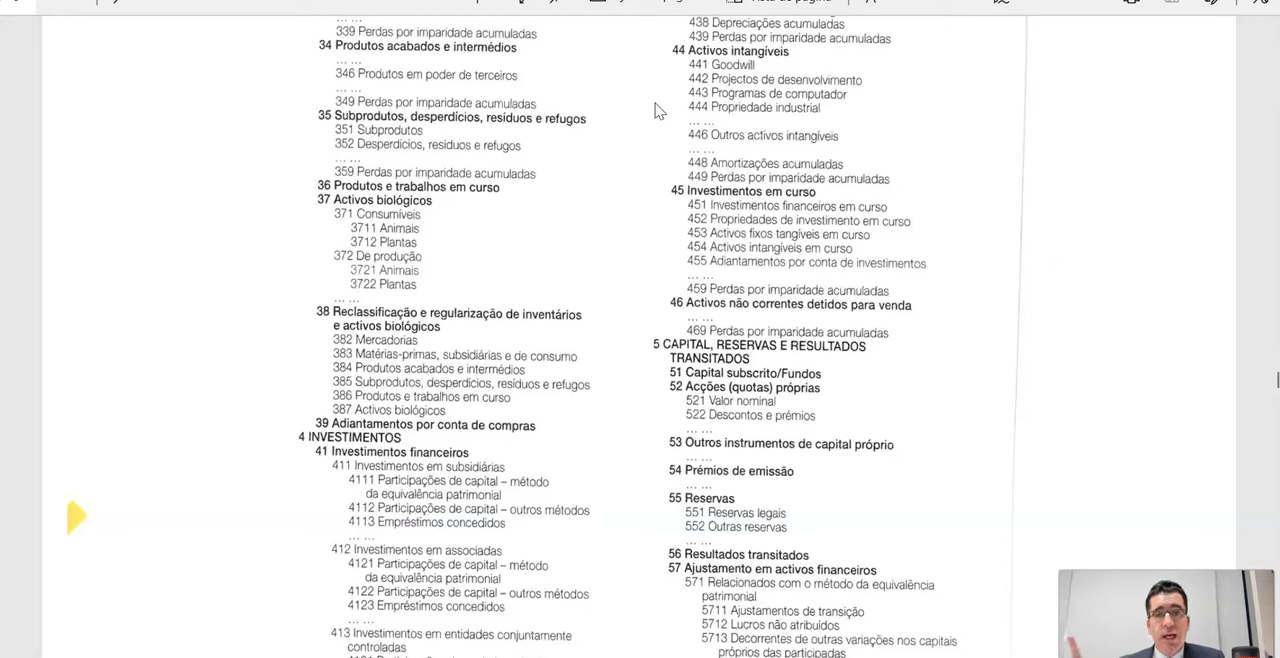 ... ...
339 Perdas por imparidade acumuladas
34 Produtos acabados e intermédios
... ...
346 Produtos em poder de terceiros
... ...
349 Perdas por imparidade acumuladas
35 Subprodutos, desperdícios, resíduos e refugos
351 Subprodutos
352 Desperdícios, resíduos e refugos
... ...
359 Perdas por imparidade acumuladas
36 Produtos e trabalhos em curso
37 Activos biológicos
371 Consumíveis
3711 Animais
3712 Plantas
372 De produção
3721 Animais
3722 Plantas
... ...
38 Reclassificação e regularização de inventários
e activos biológicos
382 Mercadorias
383 Matérias-primas, subsidiárias e de consumo
384 Produtos acabados e intermédios
385 Subprodutos, desperdícios, resíduos e refugos
386 Produtos e trabalhos em curso
387 Activos biológicos
39 Adiantamentos por conta de compras
4 INVESTIMENTOS
41 Investimentos financeiros
411 Investimentos em subsidiárias
4111 Participações de capital – método
da equivalência patrimonial
4112 Participações de capital – outros métodos
4113 Empréstimos concedidos
... ...
412 Investimentos em associadas
4121 Participações de capital – método
da equivalência patrimonial
4122 Participações de capital – outros métodos
4123 Empréstimos concedidos
... ...
413 Investimentos em entidades conjuntamente
controladas
438 Depreciações acumuladas
439 Perdas por imparidade acumuladas
44 Activos intangíveis
441 Goodwill
442 Projectos de desenvolvimento
443 Programas de computador
444 Propriedade industrial
... ...
446 Outros activos intangíveis
... ...
448 Amortizações acumuladas
449 Perdas por imparidade acumuladas
45 Investimentos em curso
451 Investimentos financeiros em curso
452 Propriedades de investimento em curso
453 Activos fixos tangíveis em curso
454 Activos intangíveis em curso
455 Adiantamentos por conta de investimentos
... ...
459 Perdas por imparidade acumuladas
46 Activos não correntes detidos para venda
... ...
469 Perdas por imparidade acumuladas
5 CAPITAL, RESERVAS E RESULTADOS
TRANSITADOS
51 Capital subscrito/Fundos
52 Acções (quotas) próprias
521 Valor nominal
522 Descontos e prémios
... ...
53 Outros instrumentos de capital próprio
... ...
54 Prémios de emissão
... ...
55 Reservas
551 Reservas legais
552 Outras reservas
... ...
56 Resultados transitados
57 Ajustamento em activos financeiros
571 Relacionados com o método da equivalência
patrimonial
5711 Ajustamentos de transição
5712 Lucros não atribuídos
5713 Decorrentes de outras variações nos capitais
próprios das participadas